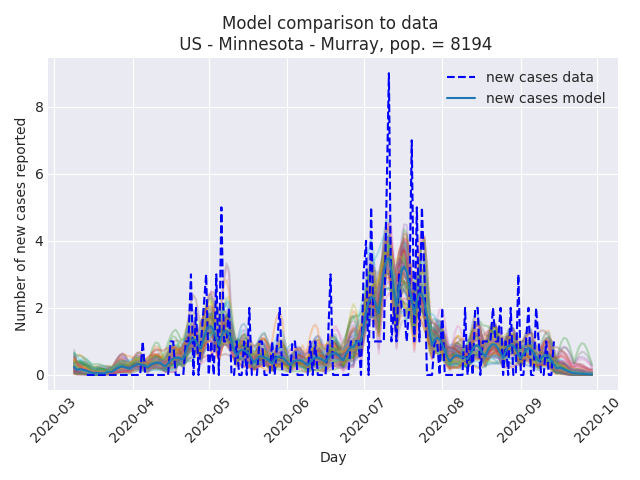 Model comparison to data
US - Minnesota - Murray, pop. = 8194
new cases data
new cases model
Number of new cases reported
8
6
4
2
0
2020-03
2020-04
2020-05
2020-06
2020-07
2020-08
2020-09
2020-10
Day